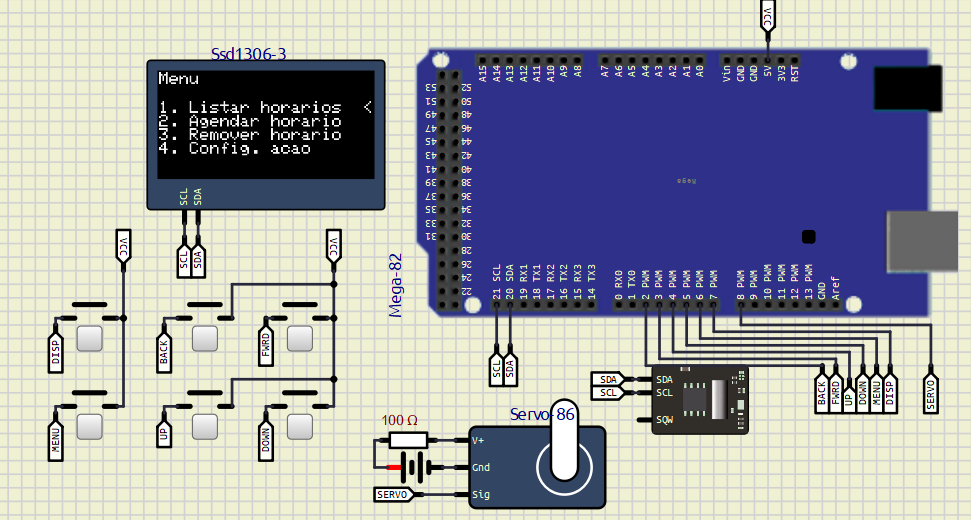 Ssd1306-3
Menu
1. Listar horarios <
2. Agendar horario
3. Remover horario
4. Config. acao
SCL
SDA
SCL
SDA
VCC
VCC
DISP
BACK
FWRD
MENU
UP
DOWN
VCC
Mega-82
A15
A14
A13
A12
A11
A10
A9
A8
A7
A6
A5
A4
A3
A2
A1
A0
Vin
GND
GND
5V
3V3
RST
53 52
51
49 50
47 48
45 46
43 44
41 42
39 40
37 38
35 36
33 34
31 32
30
28
26
24
22
mega
21 SCL
20 SDA
19 RX1
18 TX1
17 RX2
16 TX2
15 RX3
14 TX3
0 RX0
1 TX0
2 PWM
3 PWM
4 PWM
5 PWM
6 PWM
7 PWM
8 PWM
9 PWM
10 PWM
11 PWM
12 PWM
13 PWM
GND
Aref
SCL
SDA
SDA SDA
SCL SCL
SQW
BACK
FWRD
UP
DOWN
MENU
DISP
SERVO
100 Ω
Servo-86
V+
Gnd
SERVO Sig